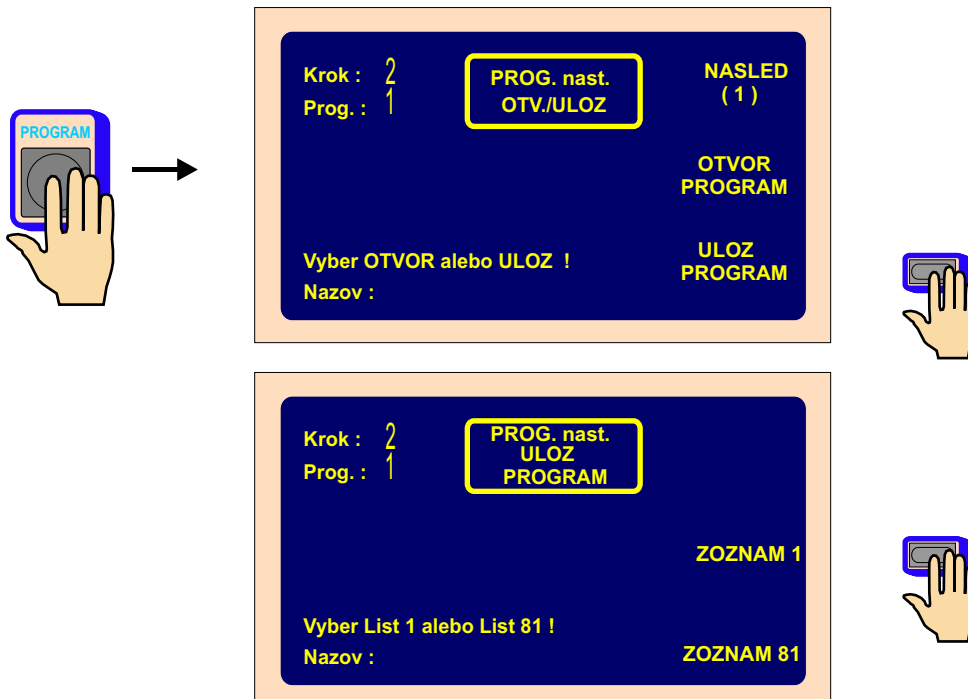 PROGRAM
Krok : 2
Prog. : 1
PROG. nast.
OTV./ULOZ
NASLED
( 1 )
OTVOR
PROGRAM
ULOZ
PROGRAM
Vyber OTVOR alebo ULOZ !
Nazov :
Krok : 2
Prog. : 1
PROG. nast.
ULOZ
PROGRAM
ZOZNAM 1
Vyber List 1 alebo List 81 !
Nazov :
ZOZNAM 81